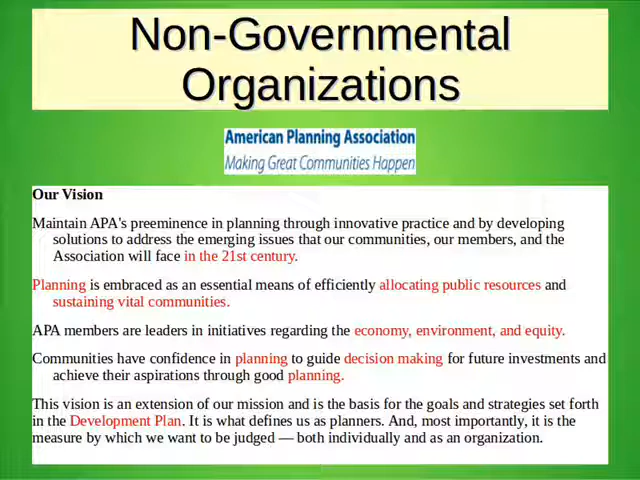 Non-Governmental
Organizations
American Planning Association
Making Great Communities Happen
Our Vision
Maintain APA's preeminence in planning through innovative practice and by developing
solutions to address the emerging issues that our communities, our members, and the
Association will face in the 21st century.
Planning is embraced as an essential means of efficiently allocating public resources and
sustaining vital communities.
APA members are leaders in initiatives regarding the economy, environment, and equity.
Communities have confidence in planning to guide decision making for future investments and
achieve their aspirations through good planning.
This vision is an extension of our mission and is the basis for the goals and strategies set forth
in the Development Plan. It is what defines us as planners. And, most importantly, it is the
measure by which we want to be judged — both individually and as an organization.